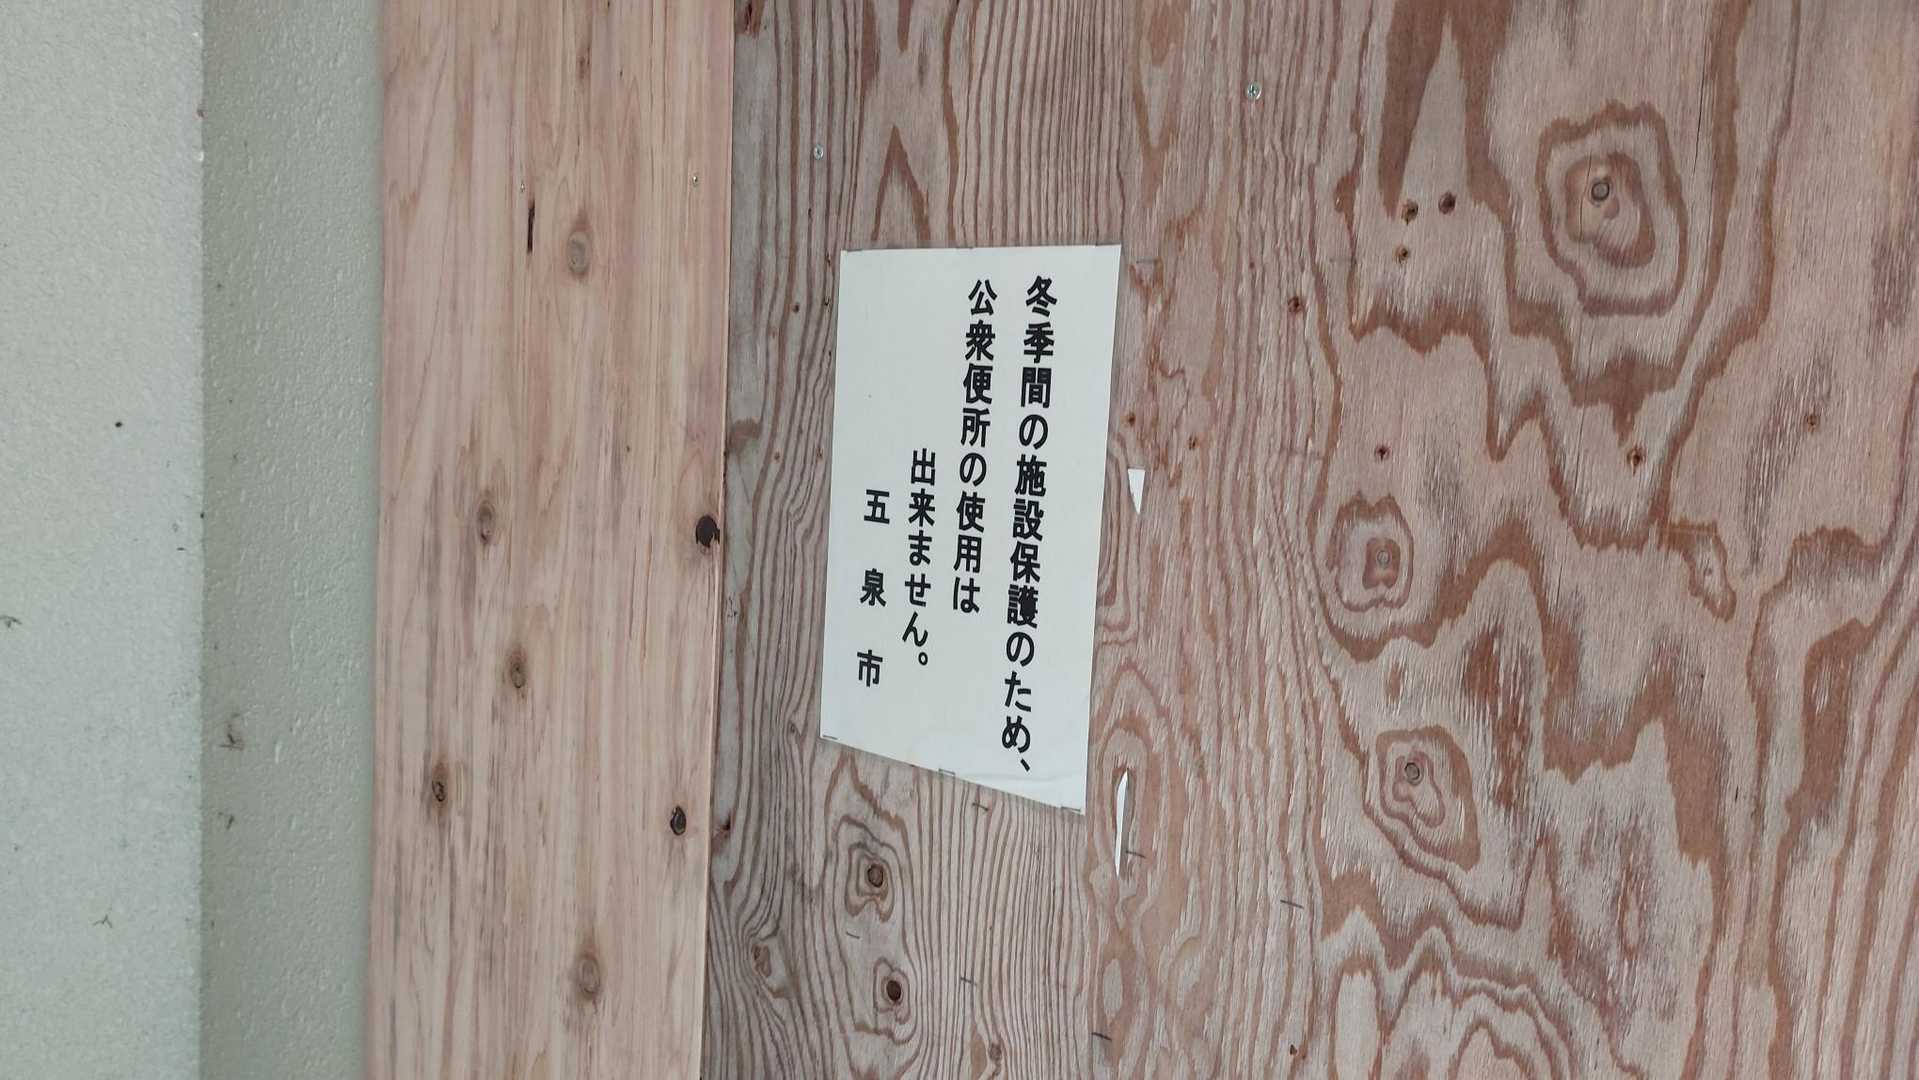 冬季間の施設保護のため、
公衆便所の使用は
出来ません。
五泉市